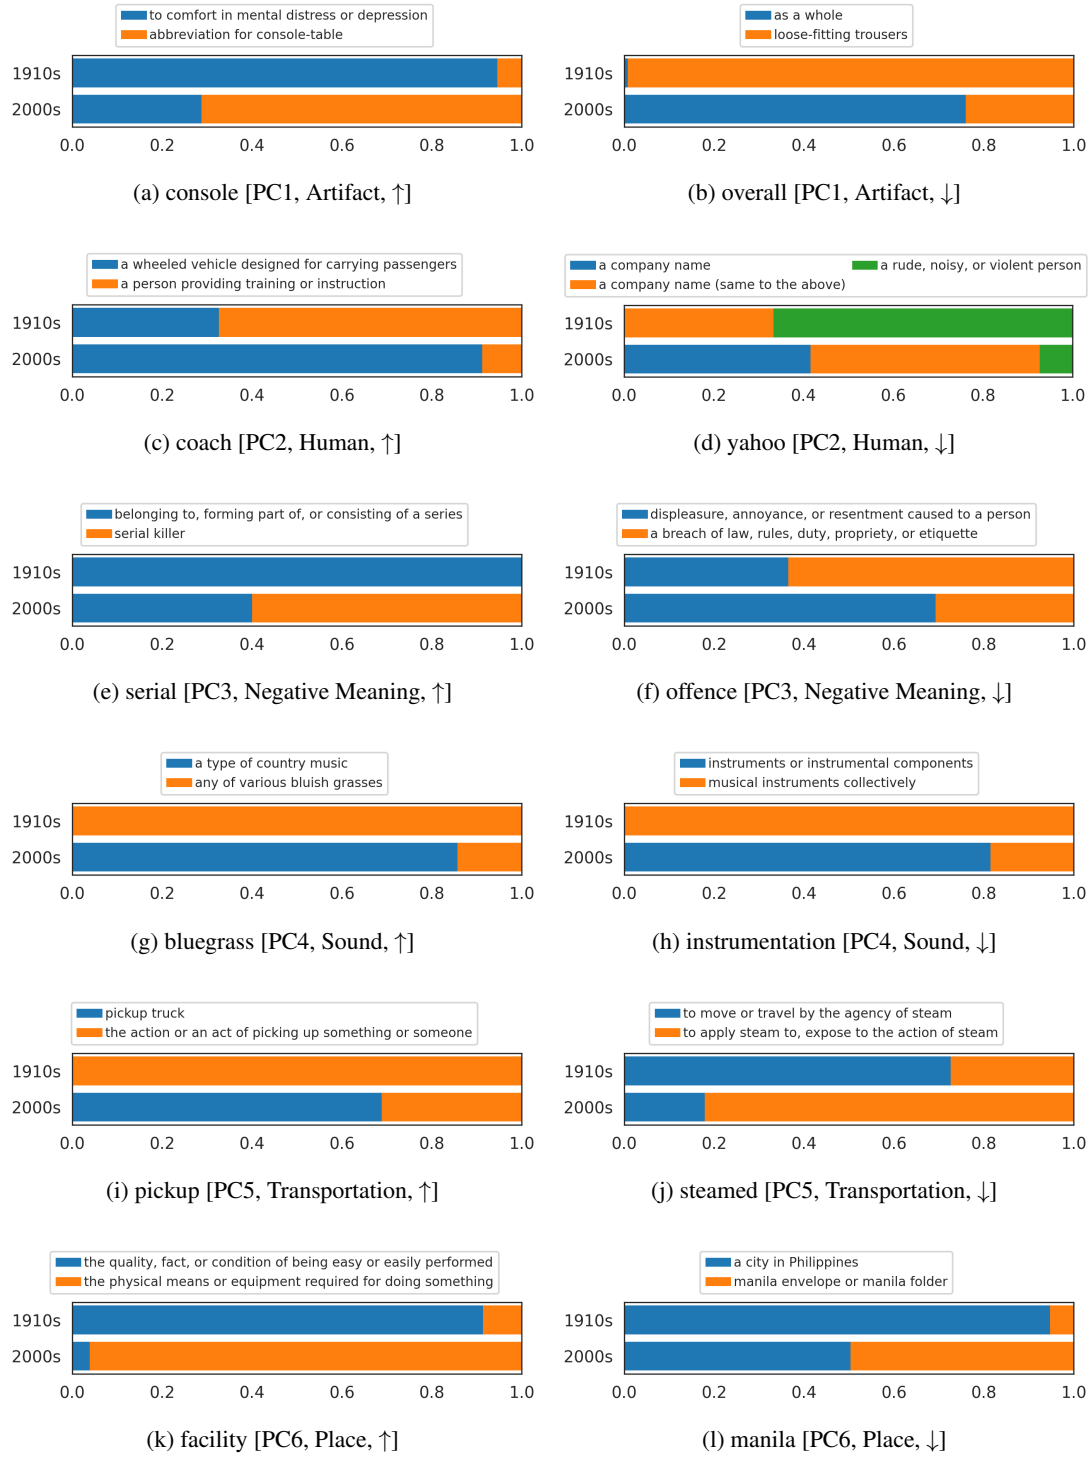 to comfort in mental distress or depression
abbreviation for console-table
1910s
2000s
0.0 0.2 0.4 0.6 0.8 1.0
(a) console [PC1, Artifact, ↑]
as a whole
loose-fitting trousers
1910s
2000s
0.0 0.2 0.4 0.6 0.8 1.0
(b) overall [PC1, Artifact, ↓]
a wheeled vehicle designed for carrying passengers
a person providing training or instruction
1910s
2000s
0.0 0.2 0.4 0.6 0.8 1.0
(c) coach [PC2, Human, ↑]
a company name
a company name (same to the above)
a rude, noisy, or violent person
1910s
2000s
0.0 0.2 0.4 0.6 0.8 1.0
(d) yahoo [PC2, Human, ↓]
belonging to, forming part of, or consisting of a series
serial killer
1910s
2000s
0.0 0.2 0.4 0.6 0.8 1.0
(e) serial [PC3, Negative Meaning, ↑]
displeasure, annoyance, or resentment caused to a person
a breach of law, rules, duty, propriety, or etiquette
1910s
2000s
0.0 0.2 0.4 0.6 0.8 1.0
(f) offence [PC3, Negative Meaning, ↓]
a type of country music
any of various bluish grasses
1910s
2000s
0.0 0.2 0.4 0.6 0.8 1.0
(g) bluegrass [PC4, Sound, ↑]
instruments or instrumental components
musical instruments collectively
1910s
2000s
0.0 0.2 0.4 0.6 0.8 1.0
(h) instrumentation [PC4, Sound, ↓]
pickup truck
the action or an act of picking up something or someone
1910s
2000s
0.0 0.2 0.4 0.6 0.8 1.0
(i) pickup [PC5, Transportation, ↑]
to move or travel by the agency of steam
to apply steam to, expose to the action of steam
1910s
2000s
0.0 0.2 0.4 0.6 0.8 1.0
(j) steamed [PC5, Transportation, ↓]
the quality, fact, or condition of being easy or easily performed
the physical means or equipment required for doing something
1910s
2000s
0.0 0.2 0.4 0.6 0.8 1.0
(k) facility [PC6, Place, ↑]
a city in Philippines
manila envelope or manila folder
1910s
2000s
0.0 0.2 0.4 0.6 0.8 1.0
(l) manila [PC6, Place, ↓]